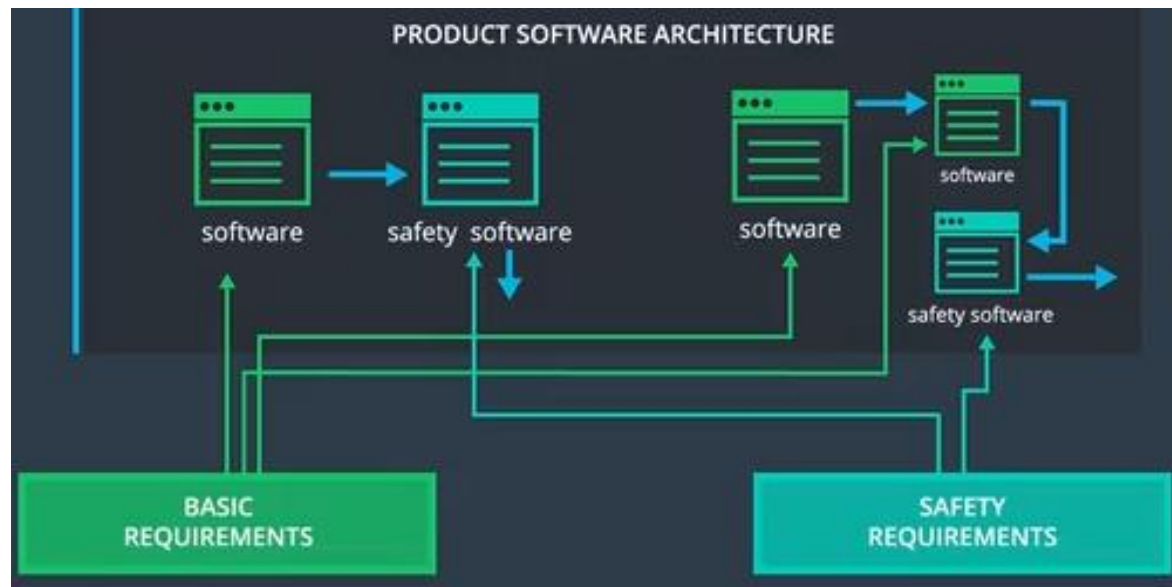 PRODUCT SOFTWARE ARCHITECTURE
software
safety software
software
software
safety software
BASIC
REQUIREMENTS
SAFETY
REQUIREMENTS